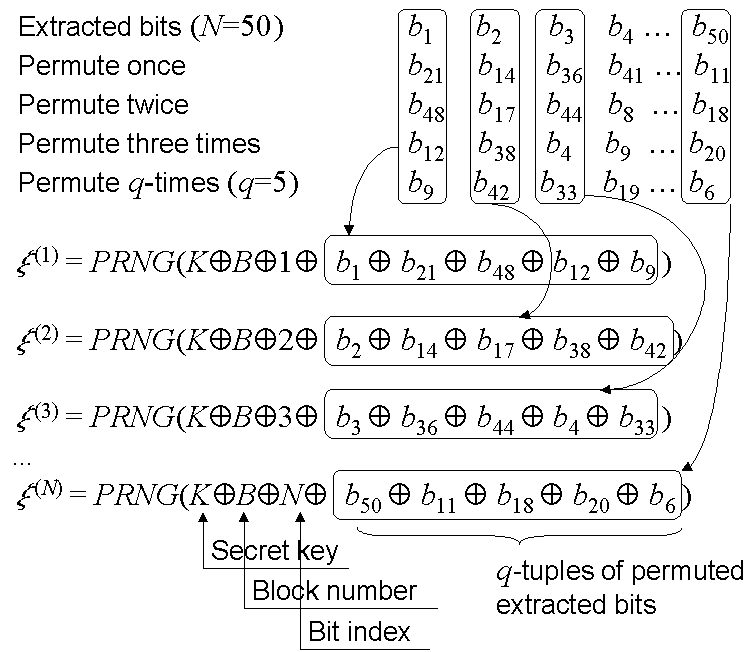 Extracted bits (N=50) b₁ b₂ b₃ b₄ … b₅₀
Permute once b₂₁ b₁₄ b₃₆ b₄₁ … b₁₁
Permute twice b₄₈ b₁₇ b₄₄ b₈ … b₁₈
Permute three times b₁₂ b₃₈ b₄ b₉ … b₂₀
Permute q-times (q=5) b₉ b₄₂ b₃₃ b₁₉ … b₆
ξ⁽¹⁾ = PRNG(K⊕B⊕1⊕ b₁ ⊕ b₂₁ ⊕ b₄₈ ⊕ b₁₂ ⊕ b₉ )
ξ⁽²⁾ = PRNG(K⊕B⊕2⊕ b₂ ⊕ b₁₄ ⊕ b₁₇ ⊕ b₃₈ ⊕ b₄₂ )
ξ⁽³⁾ = PRNG(K⊕B⊕3⊕ b₃ ⊕ b₃₆ ⊕ b₄₄ ⊕ b₄ ⊕ b₃₃ )
...
ξ⁽ᴺ⁾ = PRNG(K⊕B⊕N⊕ b₅₀ ⊕ b₁₁ ⊕ b₁₈ ⊕ b₂₀ ⊕ b₆ )
Secret key
Block number
Bit index
q-tuples of permuted
extracted bits